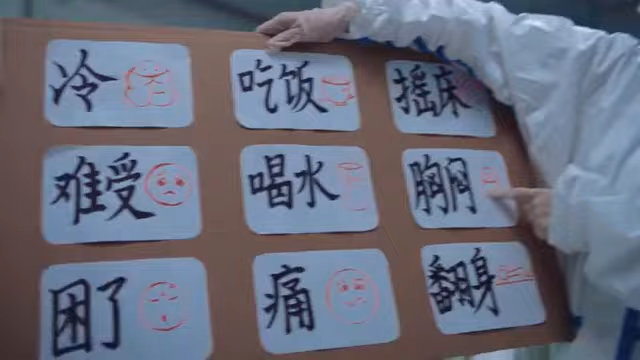 冷 吃饭 摇床
难受 喝水 胸闷
困了 痛 翻身